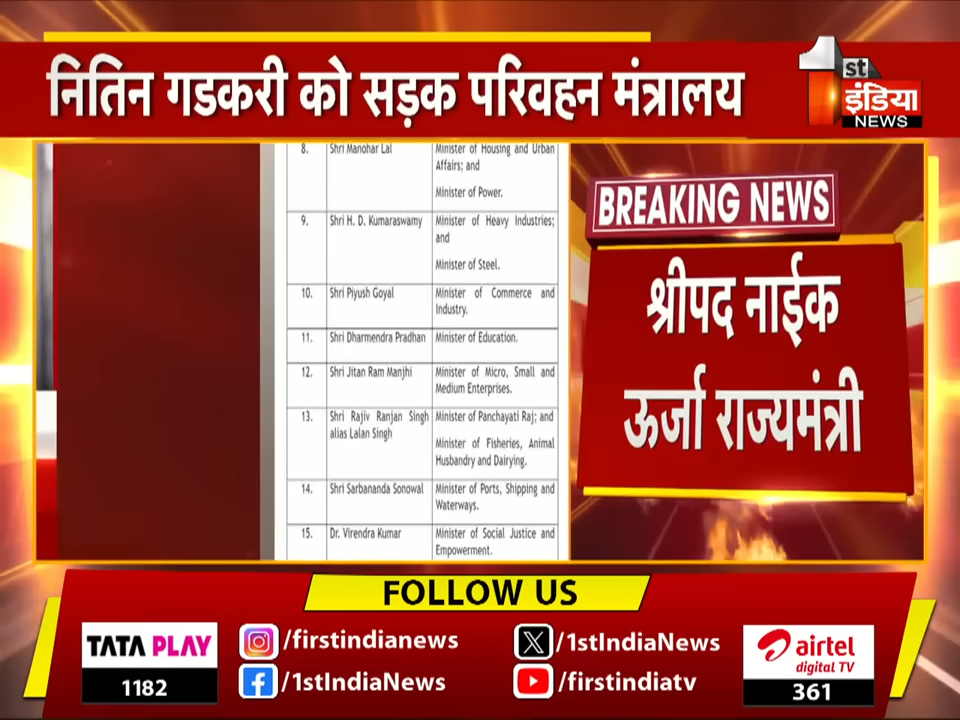 नितिन गडकरी को सड़क परिवहन मंत्रालय
1st
इंडिया
NEWS
8. Shri Manohar Lal Minister of Housing and Urban
Affairs; and
Minister of Power.
9. Shri H. D. Kumaraswamy Minister of Heavy Industries;
and
Minister of Steel.
10. Shri Piyush Goyal Minister of Commerce and
Industry.
11. Shri Dharmendra Pradhan Minister of Education.
12. Shri Jitan Ram Manjhi Minister of Micro, Small and
Medium Enterprises.
13. Shri Rajiv Ranjan Singh Minister of Panchayati Raj; and
alias Lalan Singh
Minister of Fisheries, Animal
Husbandry and Dairying.
14. Shri Sarbananda Sonowal Minister of Ports, Shipping and
Waterways.
15. Dr. Virendra Kumar Minister of Social Justice and
Empowerment.
BREAKING NEWS
श्रीपद नाईक
ऊर्जा राज्यमंत्री
FOLLOW US
TATA PLAY
1182
/firstindianews
/1stIndiaNews
/1stIndiaNews
/firstindiatv
airtel
digital TV
361